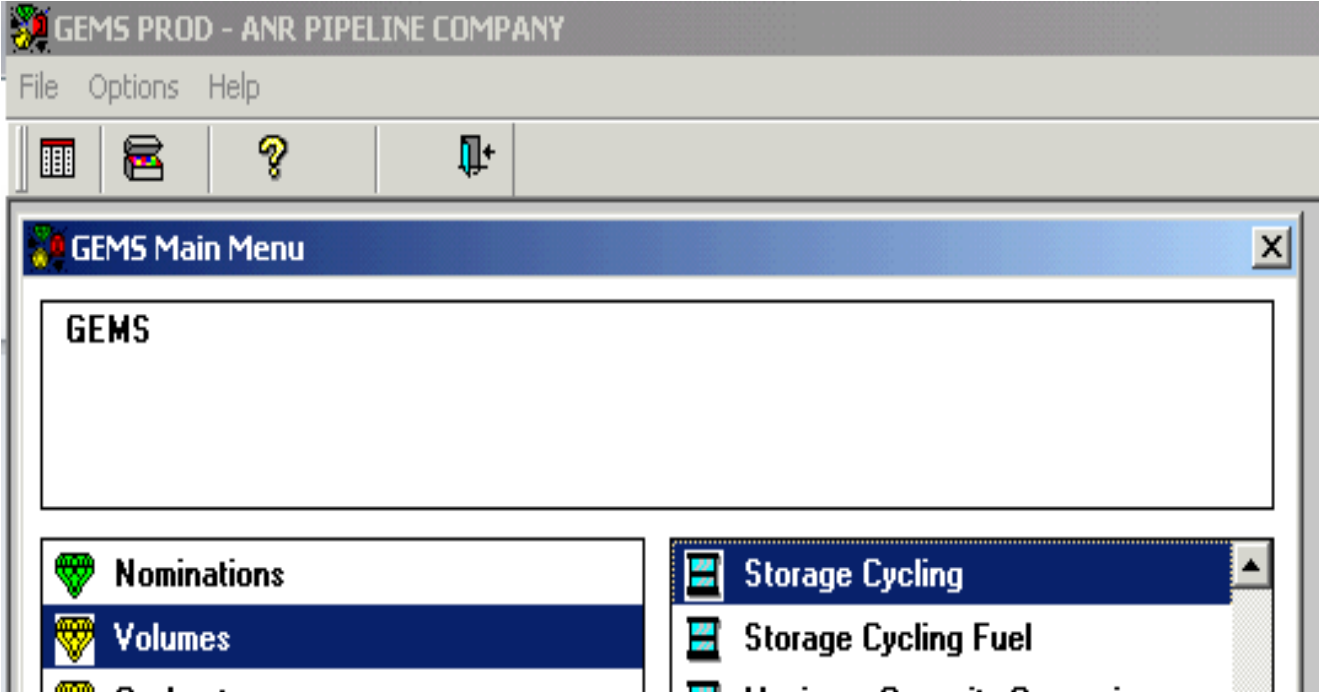 GEMS PROD - ANR PIPELINE COMPANY
File Options Help
GEMS Main Menu
GEMS
Nominations
Volumes
Storage Cycling
Storage Cycling Fuel